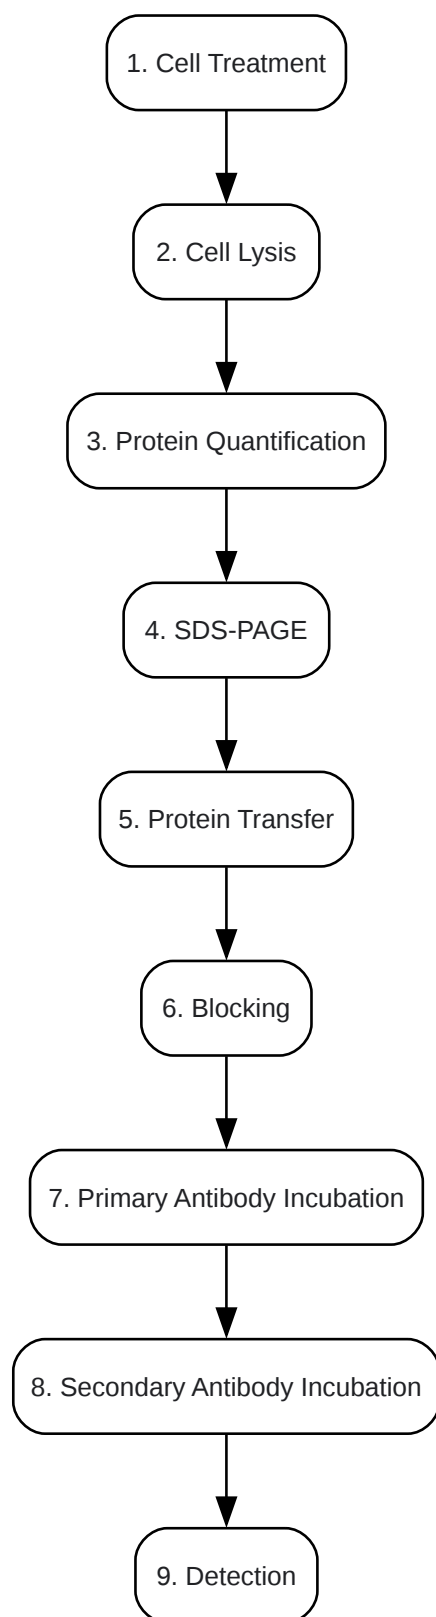 1. Cell Treatment
2. Cell Lysis
3. Protein Quantification
4. SDS-PAGE
5. Protein Transfer
6. Blocking
7. Primary Antibody Incubation
8. Secondary Antibody Incubation
9. Detection